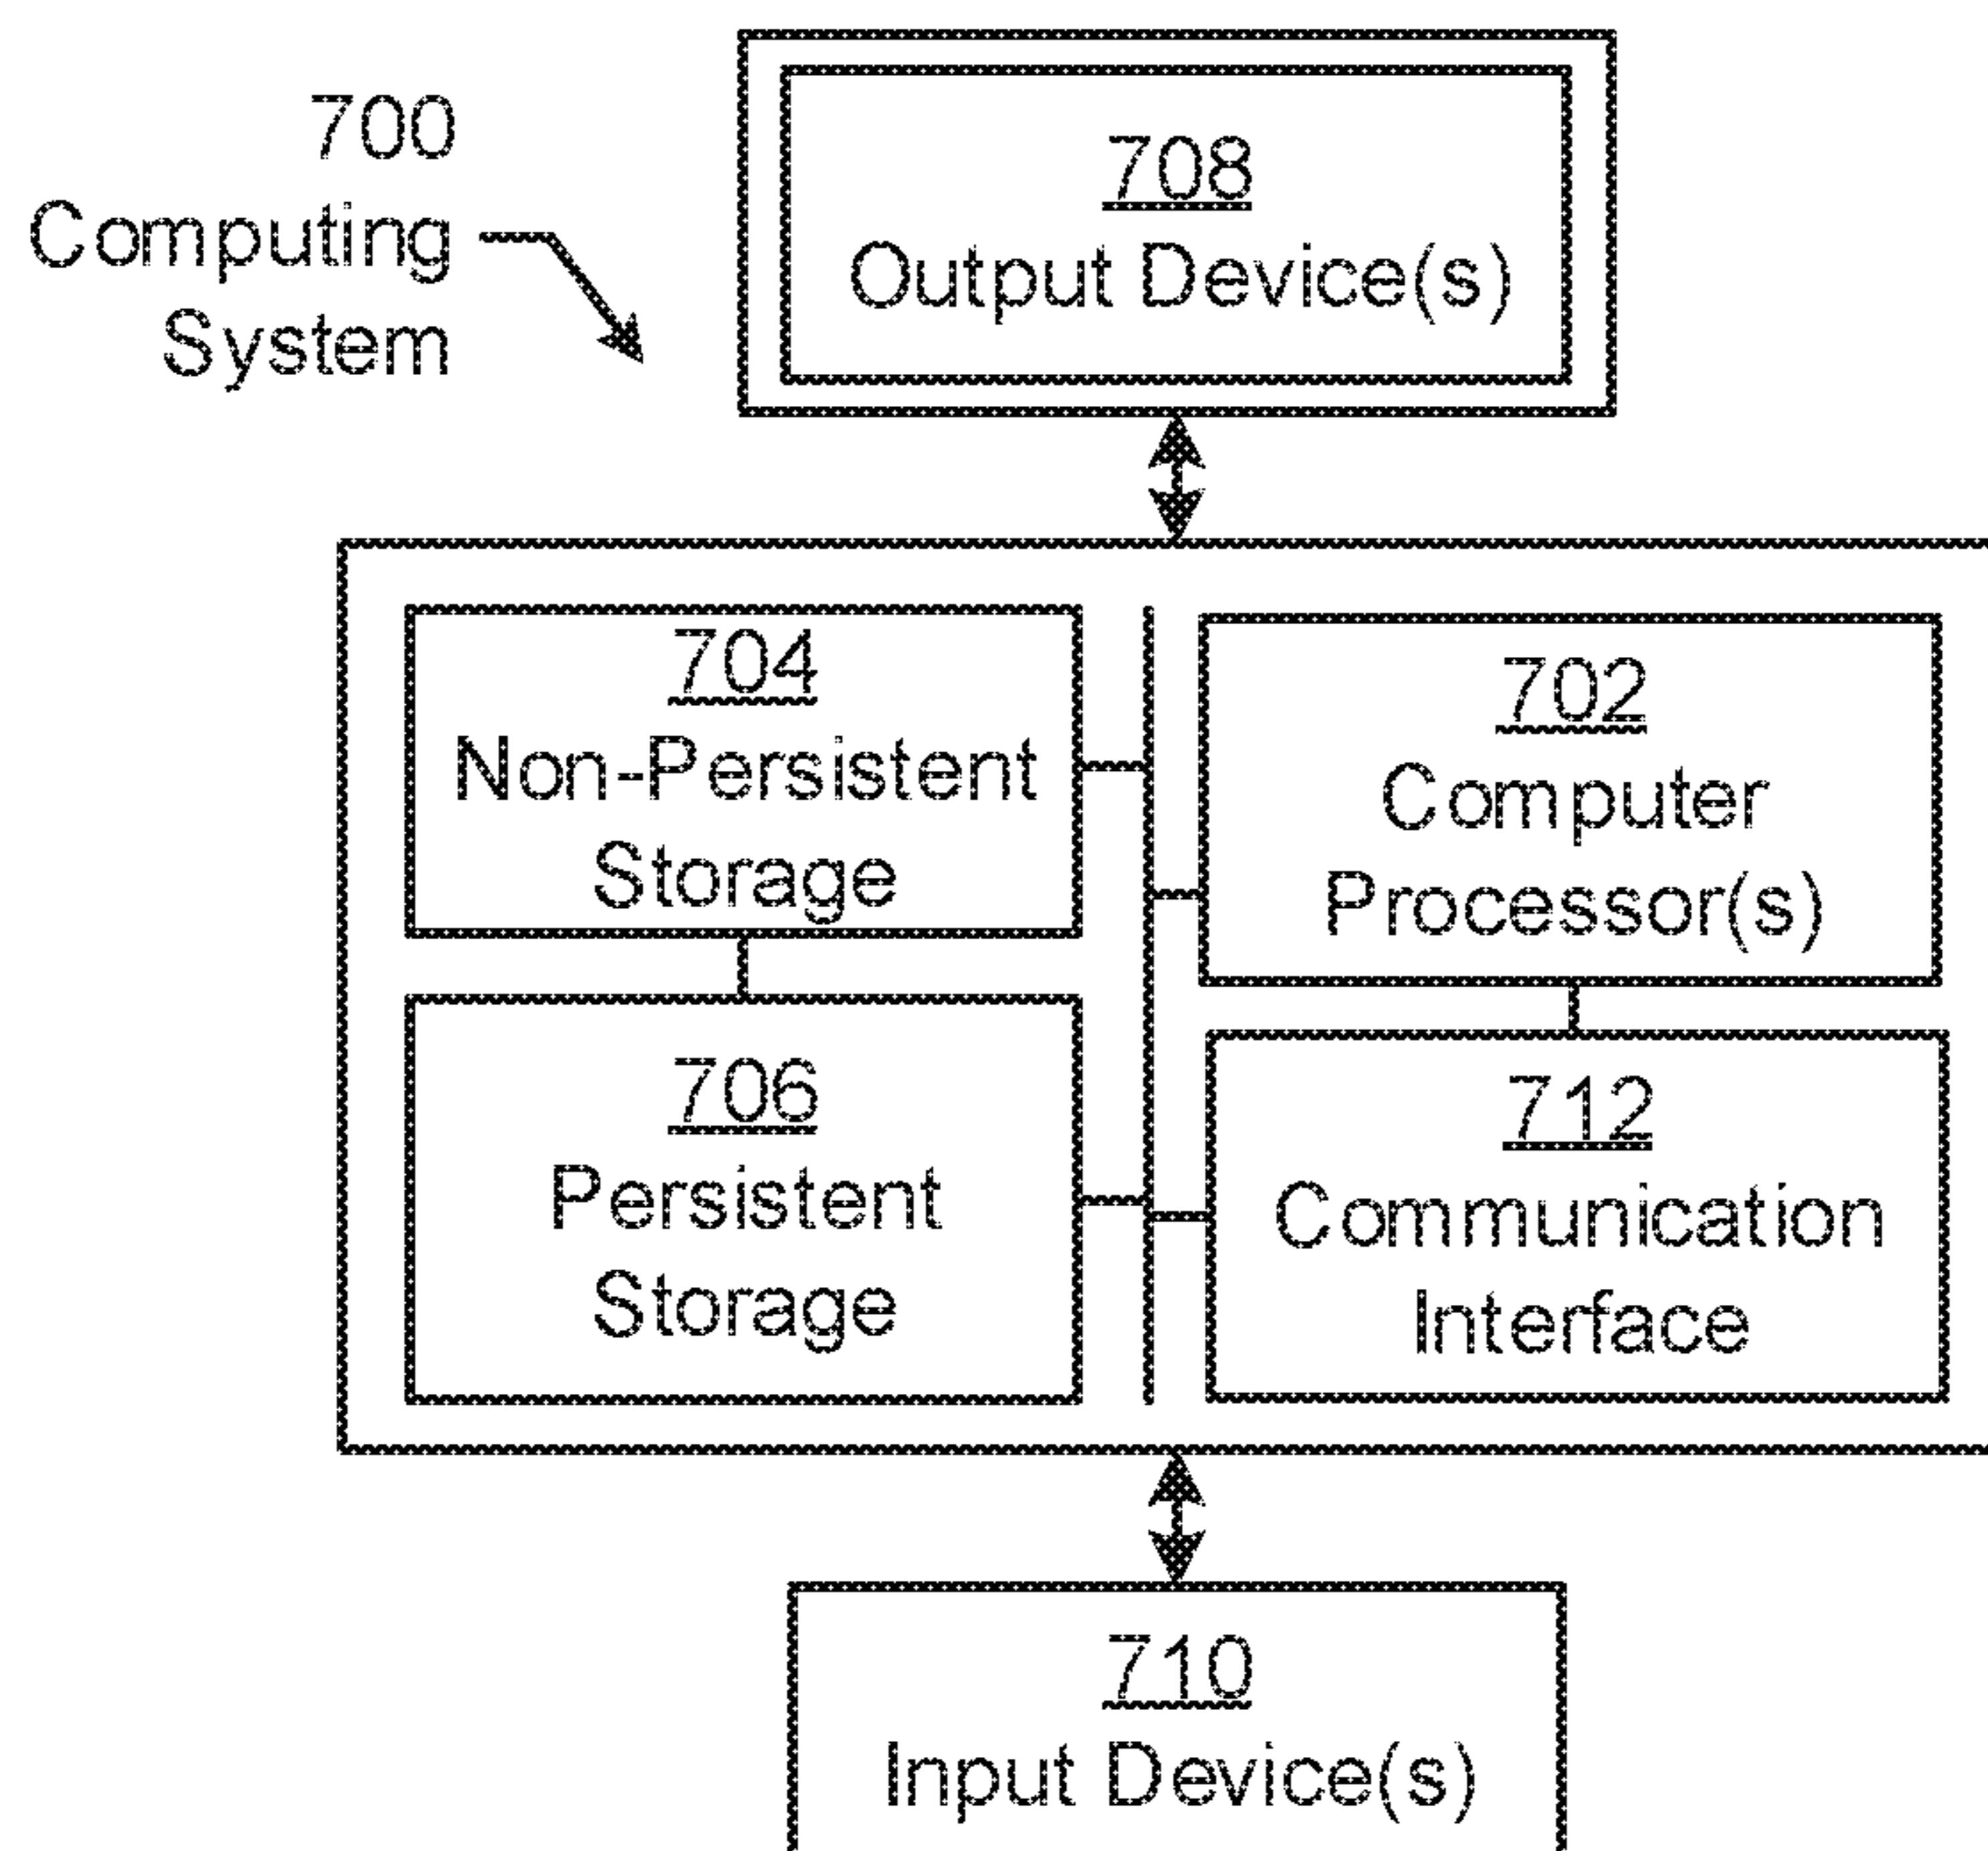 700
Computing
System
708
Output Device(s)
704
Non-Persistent
Storage
702
Computer
Processor(s)
706
Persistent
Storage
712
Communication
Interface
710
Input Device(s)